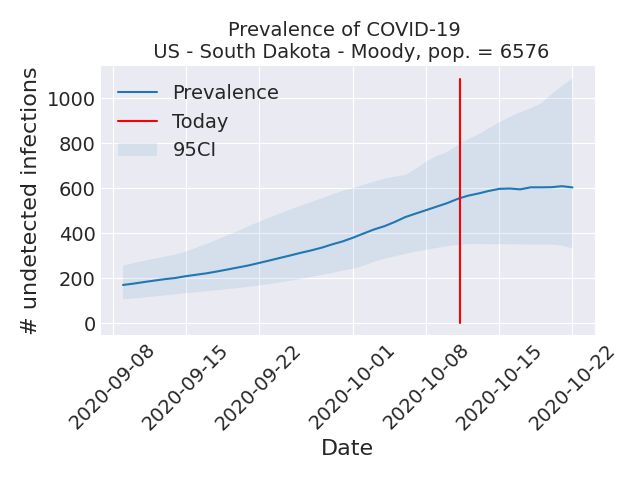 Prevalence of COVID-19
US - South Dakota - Moody, pop. = 6576
# undetected infections
1000
800
600
400
200
0
Prevalence
Today
95CI
2020-09-08
2020-09-15
2020-09-22
2020-10-01
2020-10-08
2020-10-15
2020-10-22
Date